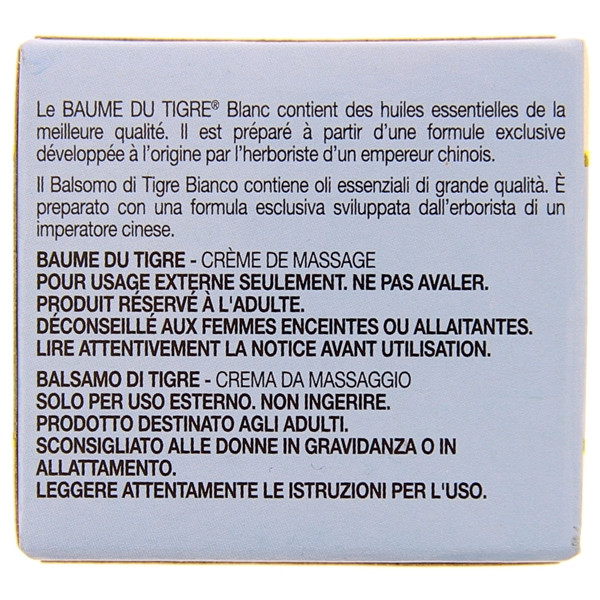 Le BAUME DU TIGRE® Blanc contient des huiles essentielles de la
meilleure qualité. Il est préparé à partir d'une formule exclusive
développée à l'origine par l'herboriste d'un empereur chinois.
Il Balsomo di Tigre Bianco contiene oli essenziali di grande qualità. È
preparato con una formula esclusiva sviluppata dall'erborista di un
imperatore cinese.
BAUME DU TIGRE - CRÈME DE MASSAGE
POUR USAGE EXTERNE SEULEMENT. NE PAS AVALER.
PRODUIT RÉSERVÉ À L'ADULTE.
DÉCONSEILLÉ AUX FEMMES ENCEINTES OU ALLAITANTES.
LIRE ATTENTIVEMENT LA NOTICE AVANT UTILISATION.
BALSAMO DI TIGRE - CREMA DA MASSAGGIO
SOLO PER USO ESTERNO. NON INGERIRE.
PRODOTTO DESTINATO AGLI ADULTI.
SCONSIGLIATO ALLE DONNE IN GRAVIDANZA O IN
ALLATTAMENTO.
LEGGERE ATTENTAMENTE LE ISTRUZIONI PER L'USO.